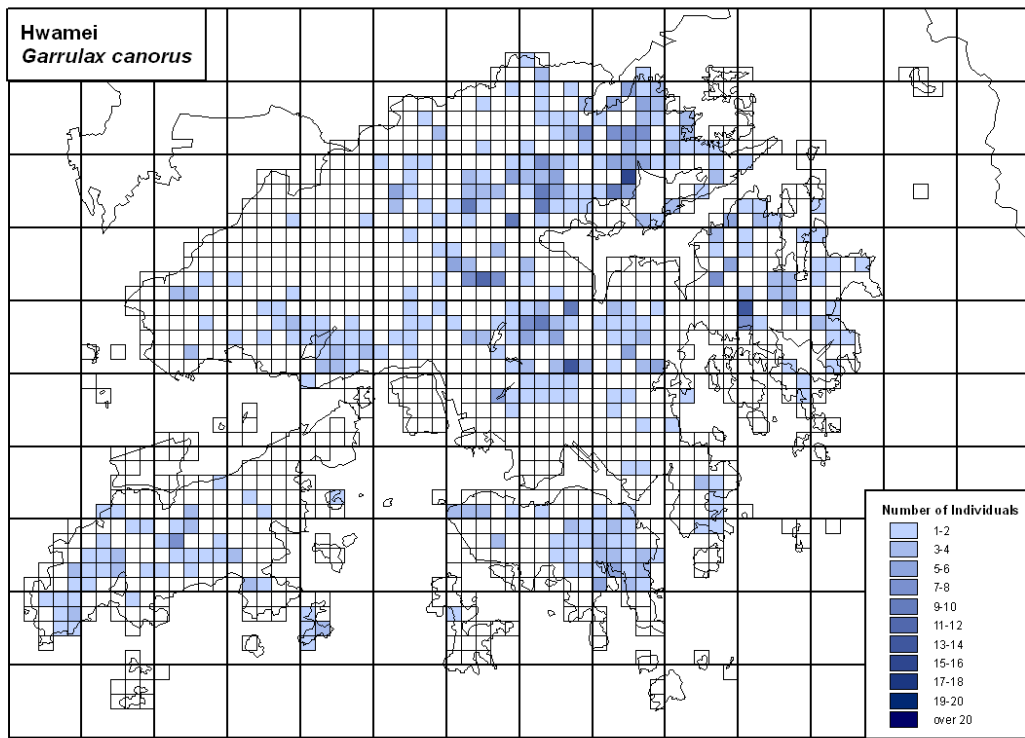 Hwamei
Garrulax canorus
Number of Individuals
1-2
3-4
5-6
7-8
9-10
11-12
13-14
15-16
17-18
19-20
over 20